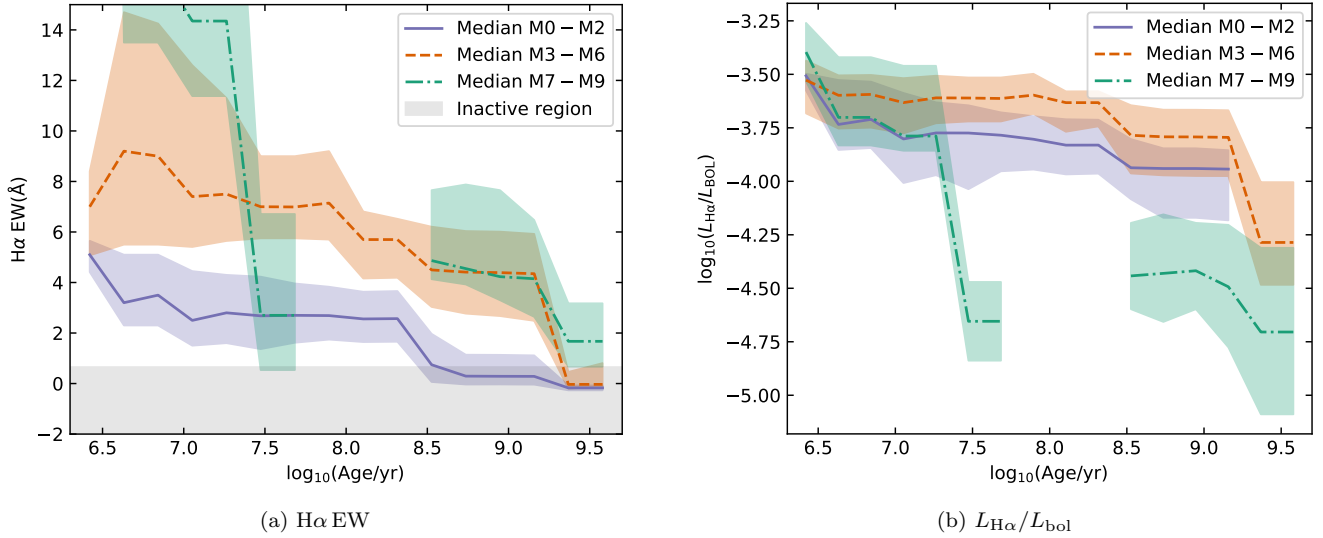 14
12
10
8
6
4
2
0
−2
Hα EW(Å)
6.5 7.0 7.5 8.0 8.5 9.0 9.5
log₁₀(Age/yr)
Median M0 − M2
Median M3 − M6
Median M7 − M9
Inactive region
(a) Hα EW
−3.25
−3.50
−3.75
−4.00
−4.25
−4.50
−4.75
−5.00
log₁₀(L_Hα/L_BOL)
6.5 7.0 7.5 8.0 8.5 9.0 9.5
log₁₀(Age/yr)
Median M0 − M2
Median M3 − M6
Median M7 − M9
(b) L_Hα/L_bol